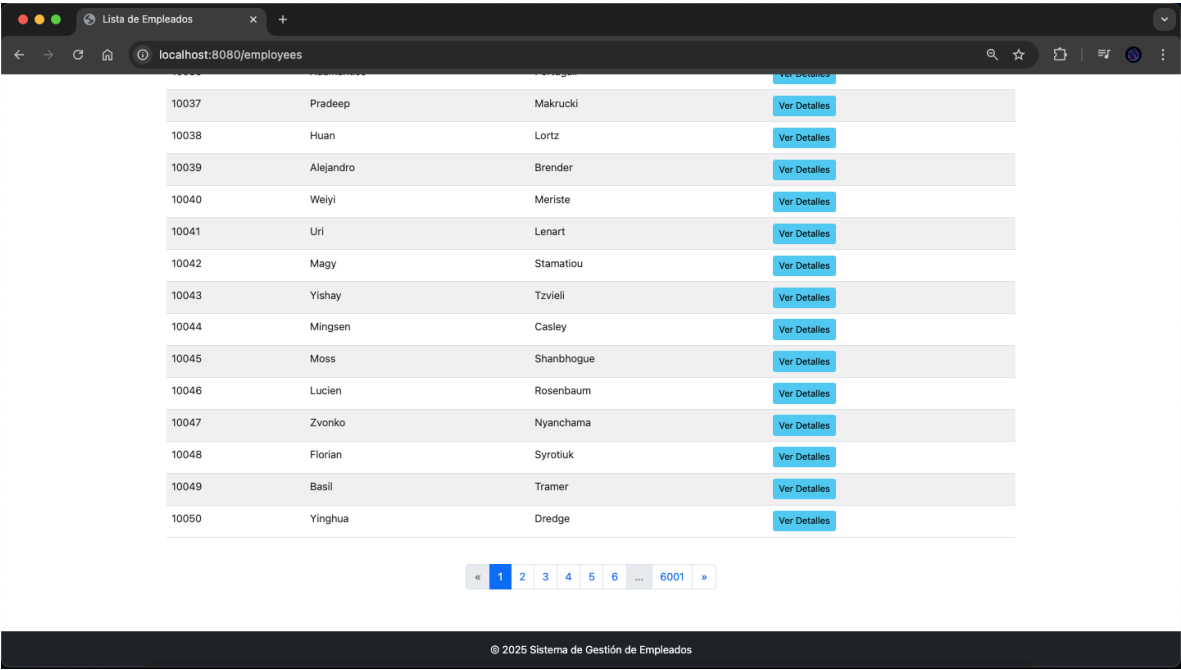 Lista de Empleados
localhost:8080/employees
10037 Pradeep Makrucki Ver Detalles
10038 Huan Lortz Ver Detalles
10039 Alejandro Brender Ver Detalles
10040 Weiyi Meriste Ver Detalles
10041 Uri Lenart Ver Detalles
10042 Magy Stamatiou Ver Detalles
10043 Yishay Tzvieli Ver Detalles
10044 Mingsen Casley Ver Detalles
10045 Moss Shanbhogue Ver Detalles
10046 Lucien Rosenbaum Ver Detalles
10047 Zvonko Nyanchama Ver Detalles
10048 Florian Syrotiuk Ver Detalles
10049 Basil Tramer Ver Detalles
10050 Yinghua Dredge Ver Detalles
« 1 2 3 4 5 6 ... 6001 »
© 2025 Sistema de Gestión de Empleados